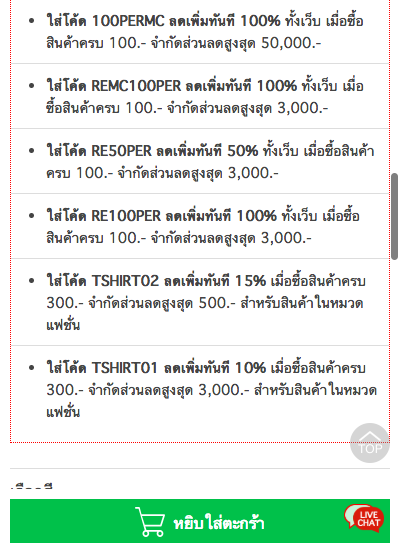 ใส่โค้ด 100PERMC ลดเพิ่มทันที 100% ทั้งเว็บ เมื่อซื้อ
สินค้าครบ 100.- จำกัดส่วนลดสูงสุด 50,000.-
ใส่โค้ด REMC100PER ลดเพิ่มทันที 100% ทั้งเว็บ เมื่อ
ซื้อสินค้าครบ 100.- จำกัดส่วนลดสูงสุด 3,000.-
ใส่โค้ด RE50PER ลดเพิ่มทันที 50% ทั้งเว็บ เมื่อซื้อสินค้า
ครบ 100.- จำกัดส่วนลดสูงสุด 3,000.-
ใส่โค้ด RE100PER ลดเพิ่มทันที 100% ทั้งเว็บ เมื่อซื้อ
สินค้าครบ 100.- จำกัดส่วนลดสูงสุด 3,000.-
ใส่โค้ด TSHIRT02 ลดเพิ่มทันที 15% เมื่อซื้อสินค้าครบ
300.- จำกัดส่วนลดสูงสุด 500.- สำหรับสินค้าในหมวด
แฟชั่น
ใส่โค้ด TSHIRT01 ลดเพิ่มทันที 10% เมื่อซื้อสินค้าครบ
300.- จำกัดส่วนลดสูงสุด 3,000.- สำหรับสินค้าในหมวด
แฟชั่น
TOP
หยิบใส่ตะกร้า
LIVE
CHAT